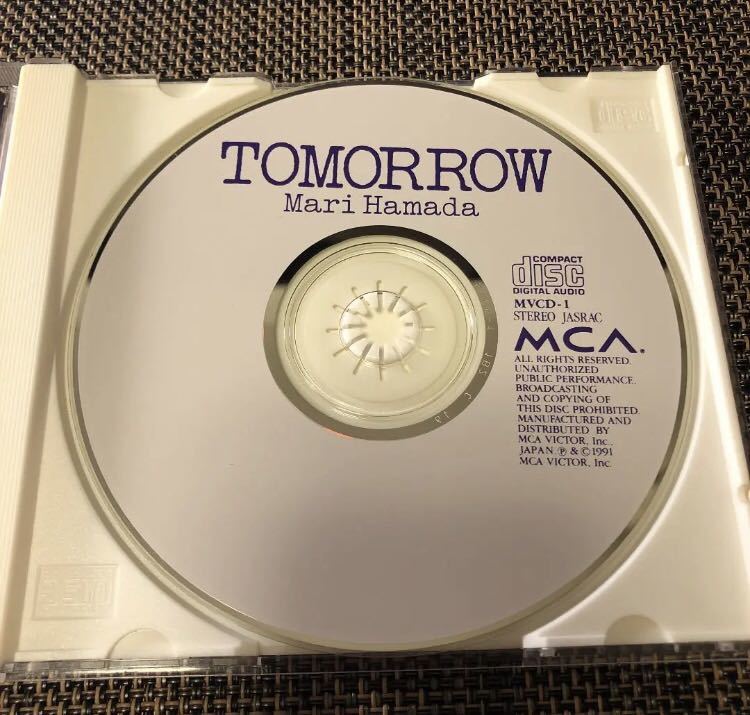 TOMORROW
Mari Hamada
COMPACT
disc
DIGITAL AUDIO
MVCD-1
STEREO JASRAC
MCA.
ALL RIGHTS RESERVED.
UNAUTHORIZED
PUBLIC PERFORMANCE,
BROADCASTING
AND COPYING OF
THIS DISC PROHIBITED.
MANUFACTURED AND
DISTRIBUTED BY
MCA VICTOR, Inc.,
JAPAN. Ⓟ & © 1991
MCA VICTOR, Inc.
disc